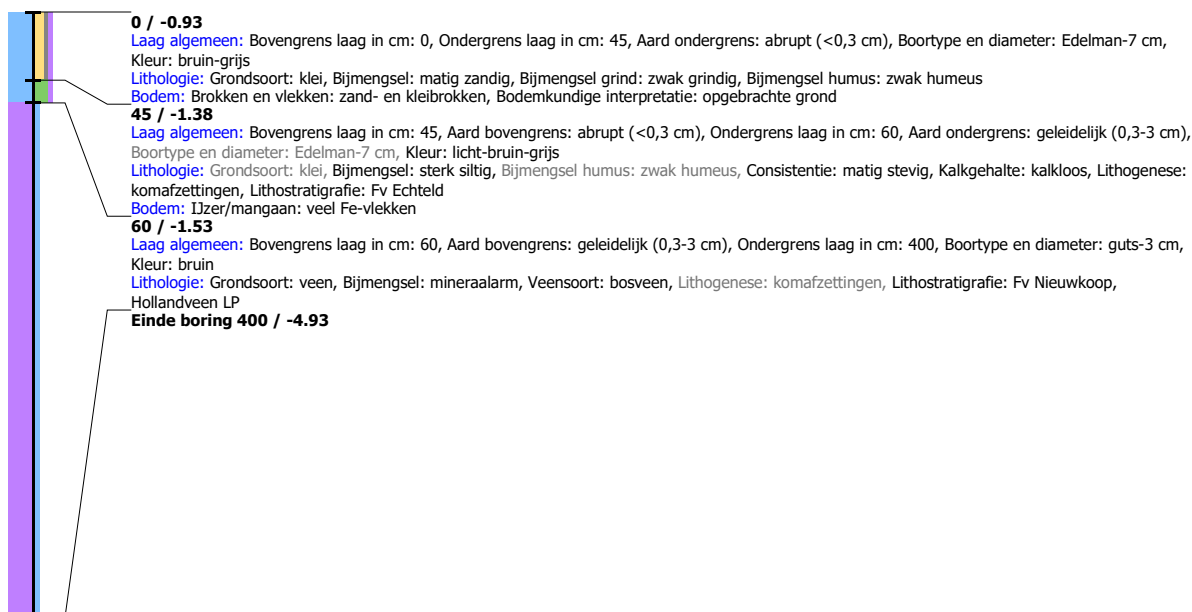 0 / -0.93
Laag algemeen: Bovengrens laag in cm: 0, Ondergrens laag in cm: 45, Aard ondergrens: abrupt (<0,3 cm), Boortype en diameter: Edelman-7 cm,
Kleur: bruin-grijs
Lithologie: Grondsoort: klei, Bijmengsel: matig zandig, Bijmengsel grind: zwak grindig, Bijmengsel humus: zwak humeus
Bodem: Brokken en vlekken: zand- en kleibrokken, Bodemkundige interpretatie: opgebrachte grond
45 / -1.38
Laag algemeen: Bovengrens laag in cm: 45, Aard bovengrens: abrupt (<0,3 cm), Ondergrens laag in cm: 60, Aard ondergrens: geleidelijk (0,3-3 cm),
Boortype en diameter: Edelman-7 cm, Kleur: licht-bruin-grijs
Lithologie: Grondsoort: klei, Bijmengsel: sterk siltig, Bijmengsel humus: zwak humeus, Consistentie: matig stevig, Kalkgehalte: kalkloos, Lithogenese:
komafzettingen, Lithostratigrafie: Fv Echteld
Bodem: IJzer/mangaan: veel Fe-vlekken
60 / -1.53
Laag algemeen: Bovengrens laag in cm: 60, Aard bovengrens: geleidelijk (0,3-3 cm), Ondergrens laag in cm: 400, Boortype en diameter: guts-3 cm,
Kleur: bruin
Lithologie: Grondsoort: veen, Bijmengsel: mineraalarm, Veensoort: bosveen, Lithogenese: komafzettingen, Lithostratigrafie: Fv Nieuwkoop,
Hollandveen LP
Einde boring 400 / -4.93